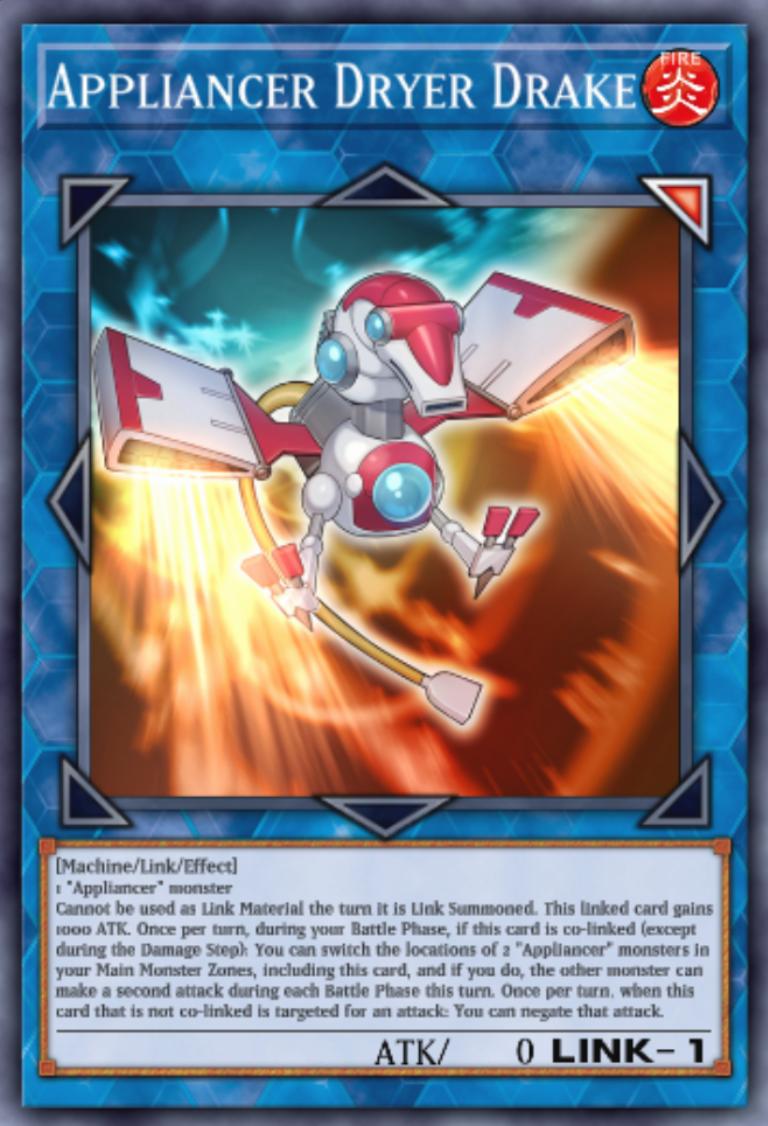 APPLIANCER DRYER DRAKE
FIRE
炎
[Machine/Link/Effect]
1 "Appliancer" monster
Cannot be used as Link Material the turn it is Link Summoned. This linked card gains
1000 ATK. Once per turn, during your Battle Phase, if this card is co-linked (except
during the Damage Step): You can switch the locations of 2 "Appliancer" monsters in
your Main Monster Zones, including this card, and if you do, the other monster can
make a second attack during each Battle Phase this turn. Once per turn, when this
card that is not co-linked is targeted for an attack: You can negate that attack.
ATK/ 0 LINK-1